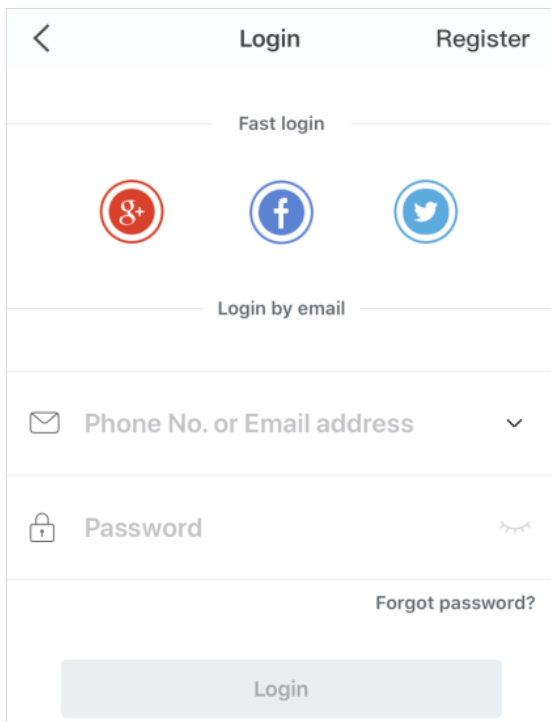 Login Register
Fast login
g+ f
Login by email
Phone No. or Email address
Password
Forgot password?
Login